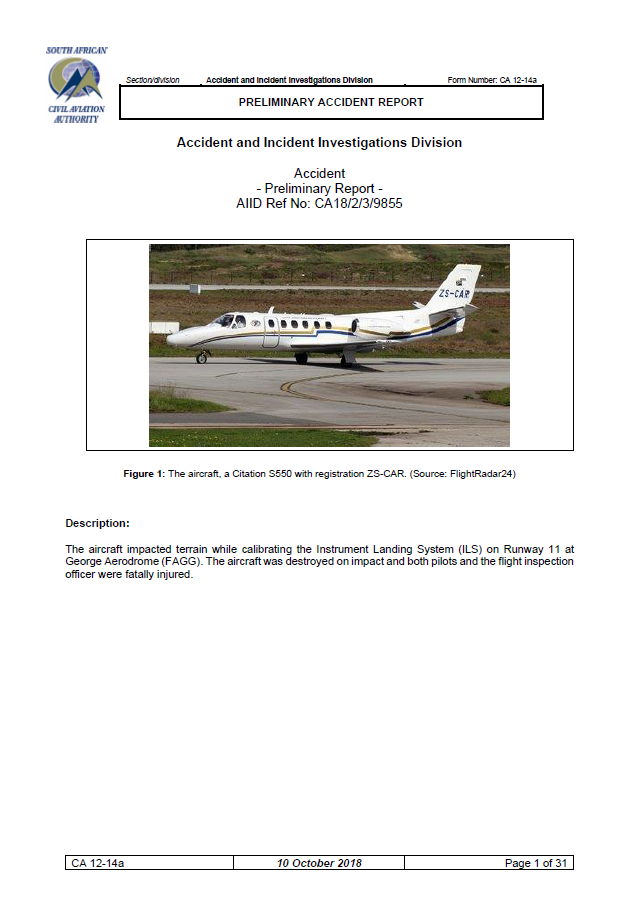 SOUTH AFRICAN
CIVIL AVIATION
AUTHORITY
Section/division Accident and Incident Investigations Division Form Number: CA 12-14a
PRELIMINARY ACCIDENT REPORT
Accident and Incident Investigations Division
Accident
- Preliminary Report -
AIID Ref No: CA18/2/3/9855
ZS-CAR
Figure 1: The aircraft, a Citation S550 with registration ZS-CAR. (Source: FlightRadar24)
Description:
The aircraft impacted terrain while calibrating the Instrument Landing System (ILS) on Runway 11 at
George Aerodrome (FAGG). The aircraft was destroyed on impact and both pilots and the flight inspection
officer were fatally injured.
CA 12-14a 10 October 2018 Page 1 of 31